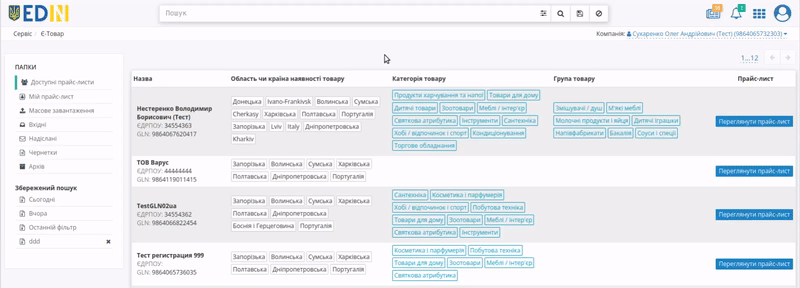 EDIN
Пошук
28
2
Сервіс / Є-Товар
Компанія: Сухаренко Олег Андрійович (Тест) (9864065732303)
ПАПКИ
Доступні прайс-листи
Мій прайс-лист
Масове завантаження
Вхідні
Надіслані
Чернетки
Архів
Збережений пошук
Сьогодні
Вчора
Останній фільтр
ddd
1...12
Назва Область чи країна наявності товару Категорія товару Група товару Прайс-лист
Нестеренко Володимир Борисович (Тест)
ЄДРПОУ: 34554363
GLN: 9864067620417
Донецька Ivano-Frankivsk Волинська Сумська
Cherkasy Харківська Полтавська Португалія
Запорізька Lviv Italy Дніпропетровська
Kharkiv
Продукти харчування та напої Товари для дому
Дитячі товари Зоотовари Меблі / інтер'єр
Святкова атрибутика Інструменти Сантехніка
Хобі / відпочинок і спорт Кондиціонування
Торгове обладнання
Змішувачі / душ М'які меблі
Молочні продукти і яйця Дитячі іграшки
Напівфабрикати Бакалія Соуси і спеції
Переглянути прайс-лист
ТОВ Варус
ЄДРПОУ: 44444444
GLN: 9864119011415
Запорізька Волинська Сумська Харківська
Полтавська Дніпропетровська Португалія
Переглянути прайс-лист
TestGLN02ua
ЄДРПОУ: 34554362
GLN: 9864066822454
Запорізька Волинська Сумська Харківська
Полтавська Дніпропетровська
Боснія і Герцеговина Португалія
Сантехніка Косметика і парфумерія
Хобі / відпочинок і спорт Побутова техніка
Товари для дому Зоотовари Меблі / інтер'єр
Святкова атрибутика Інструменти
Переглянути прайс-лист
Тест регистрация 999
ЄДРПОУ:
GLN: 9864065736035
Запорізька Волинська Сумська Харківська
Полтавська Дніпропетровська Португалія
Косметика і парфумерія Побутова техніка
Товари для дому Зоотовари Меблі / інтер'єр
Святкова атрибутика
Переглянути прайс-лист